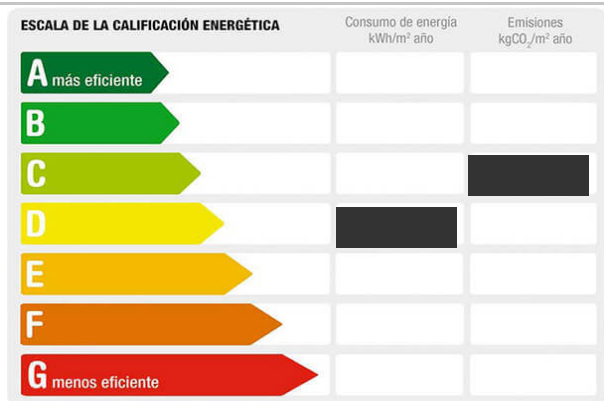 ESCALA DE LA CALIFICACIÓN ENERGÉTICA
Consumo de energía
kWh/m² año
Emisiones
kgCO₂/m² año
A más eficiente
B
C
D
E
F
G menos eficiente